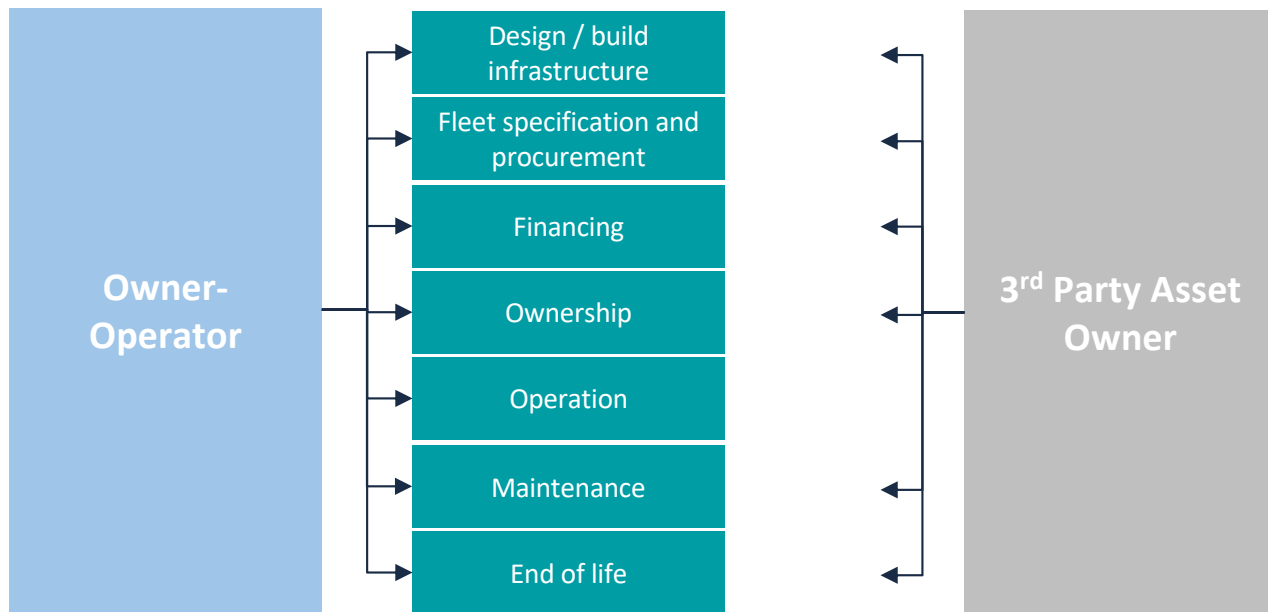 Owner-
Operator
Design / build
infrastructure
Fleet specification and
procurement
Financing
Ownership
Operation
Maintenance
End of life
3rd Party Asset
Owner